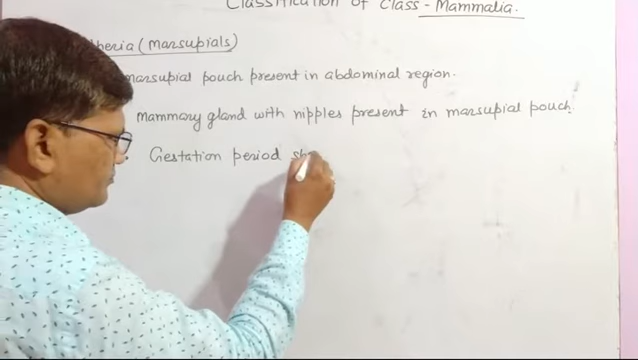 Classification of Class - Mammalia.
(Marsupials)
marsupial pouch present in abdominal region.
Mammary gland with nipples present in marsupial pouch.
Gestation period